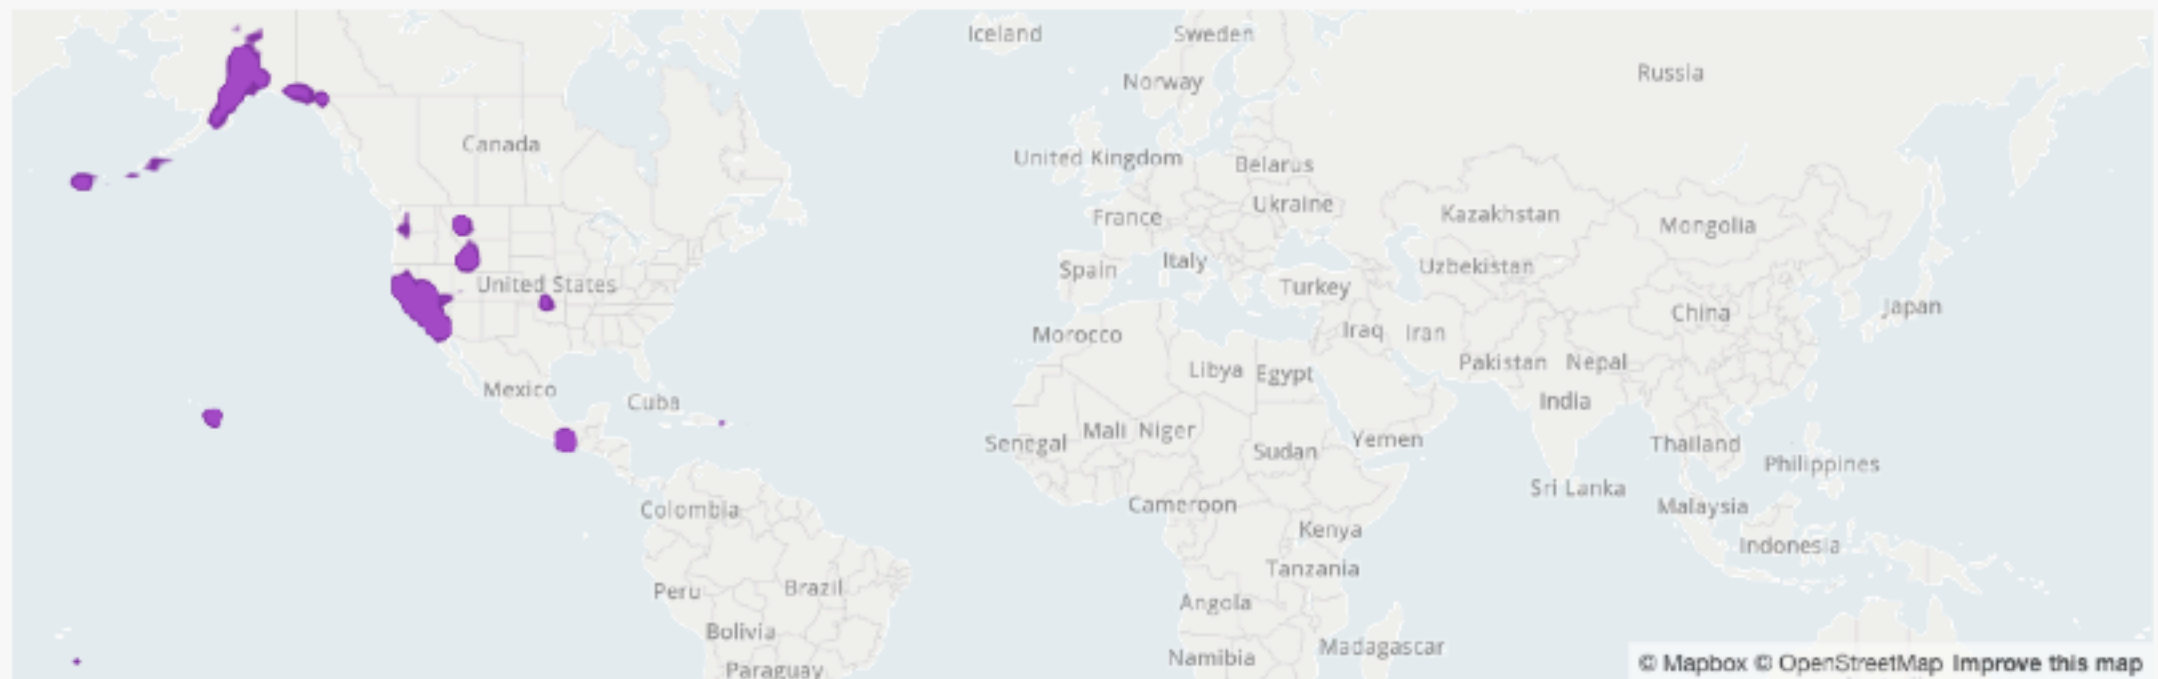 Iceland
Sweden
Norway
Russia
Canada
United Kingdom
Belarus
Ukraine
France
Kazakhstan
Mongolia
Spain
Italy
Uzbekistan
United States
Turkey
China
Japan
Morocco
Iraq
Iran
Pakistan
Nepal
Libya
Egypt
Mexico
Cuba
India
Senegal
Mali
Niger
Sudan
Yemen
Thailand
Philippines
Sri Lanka
Colombia
Cameroon
Malaysia
Kenya
Indonesia
Tanzania
Peru
Brazil
Angola
Bolivia
Madagascar
Namibia
Paraguay
© Mapbox © OpenStreetMap Improve this map